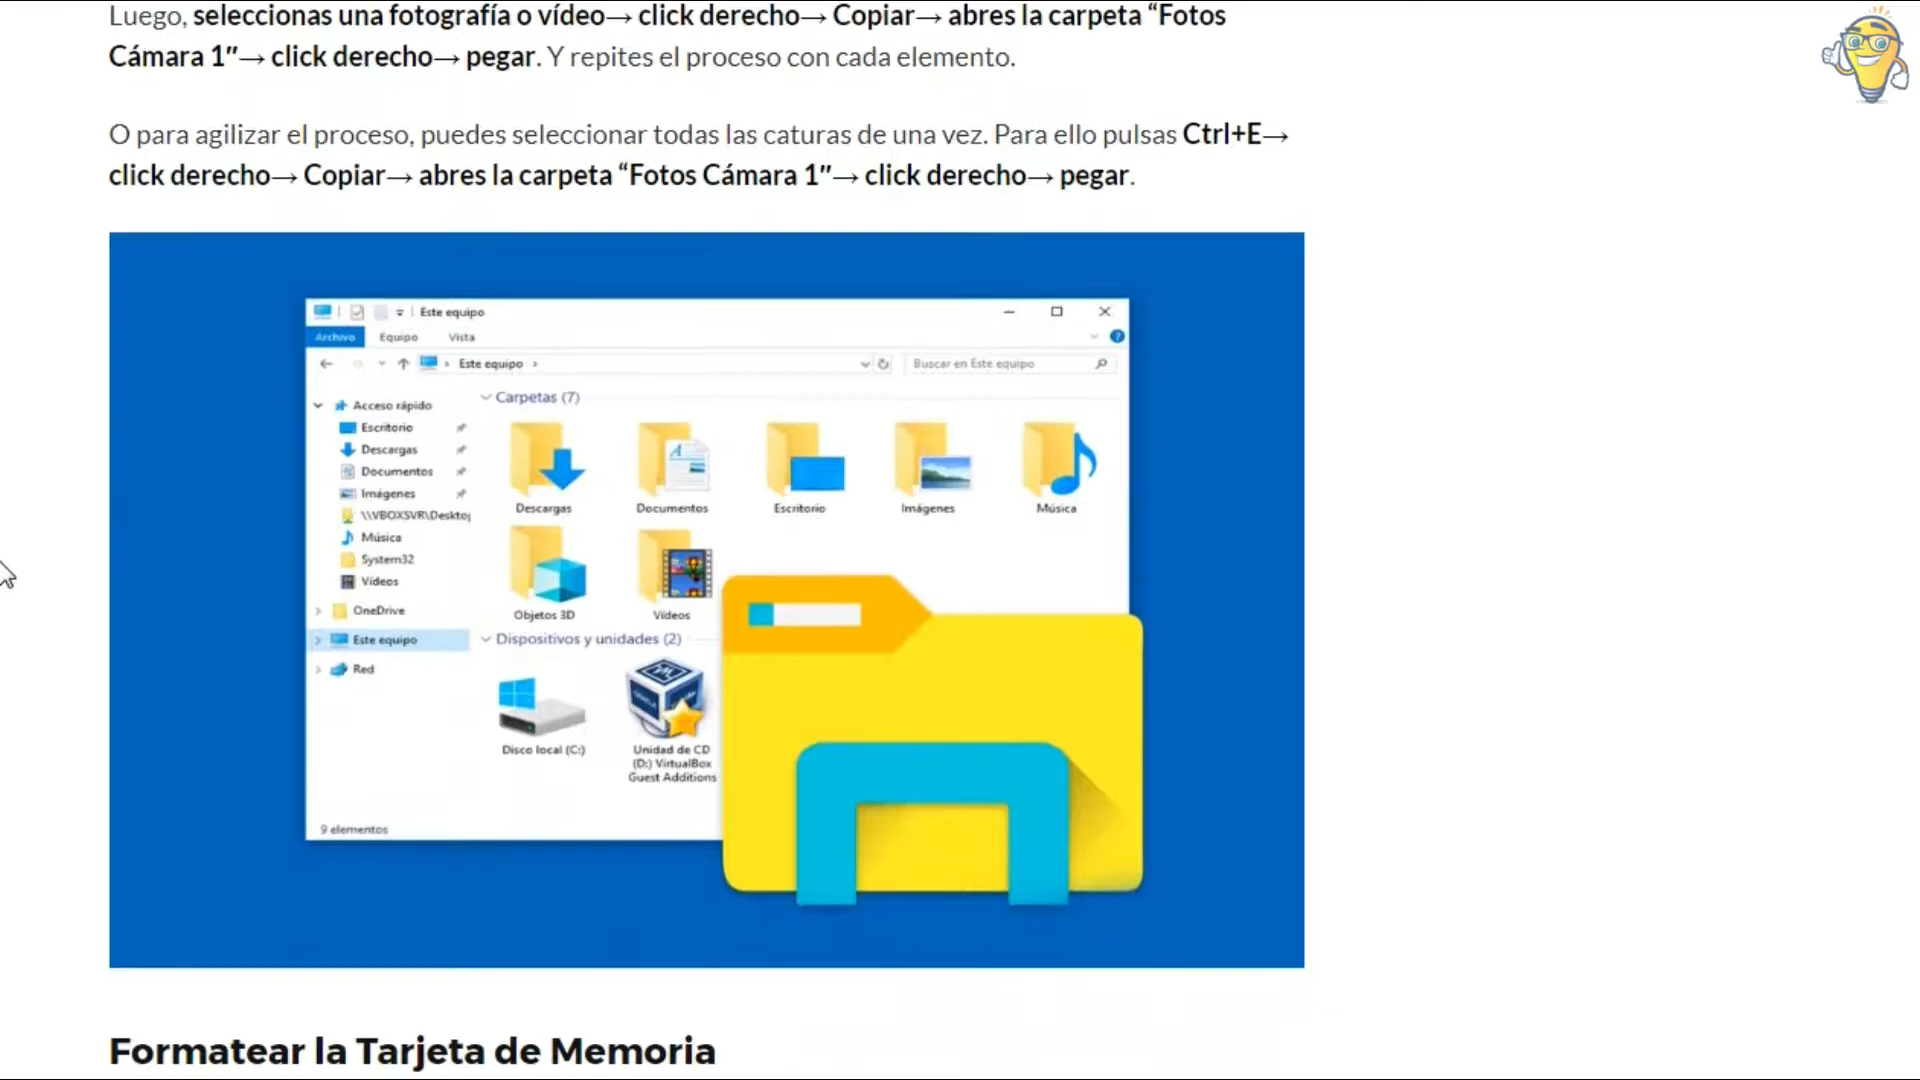 Luego, seleccionas una fotografía o vídeo→ click derecho→ Copiar→ abres la carpeta “Fotos
Cámara 1″→ click derecho→ pegar. Y repites el proceso con cada elemento.
O para agilizar el proceso, puedes seleccionar todas las caturas de una vez. Para ello pulsas Ctrl+E→
click derecho→ Copiar→ abres la carpeta “Fotos Cámara 1″→ click derecho→ pegar.
Este equipo
Archivo Equipo Vista
Este equipo
Buscar en Este equipo
Acceso rápido
Escritorio
Descargas
Documentos
Imágenes
\\VBOXSVR\Deskto
Música
System32
Vídeos
OneDrive
Este equipo
Red
Carpetas (7)
Descargas
Documentos
Escritorio
Imágenes
Música
Objetos 3D
Vídeos
Dispositivos y unidades (2)
Disco local (C:)
Unidad de CD
(D:) VirtualBox
Guest Additions
9 elementos
Formatear la Tarjeta de Memoria